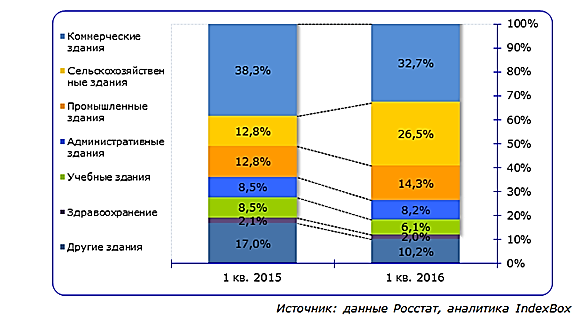 Коммерческие
здания
Сельскохозяйствен
ные здания
Промышленные
здания
Административные
здания
Учебные здания
Здравоохранение
Другие здания
38,3%
12,8%
12,8%
8,5%
8,5%
2,1%
17,0%
32,7%
26,5%
14,3%
8,2%
6,1%
2,0%
10,2%
100%
90%
80%
70%
60%
50%
40%
30%
20%
10%
0%
1 кв. 2015
1 кв. 2016
Источник: данные Росстат, аналитика IndexBox